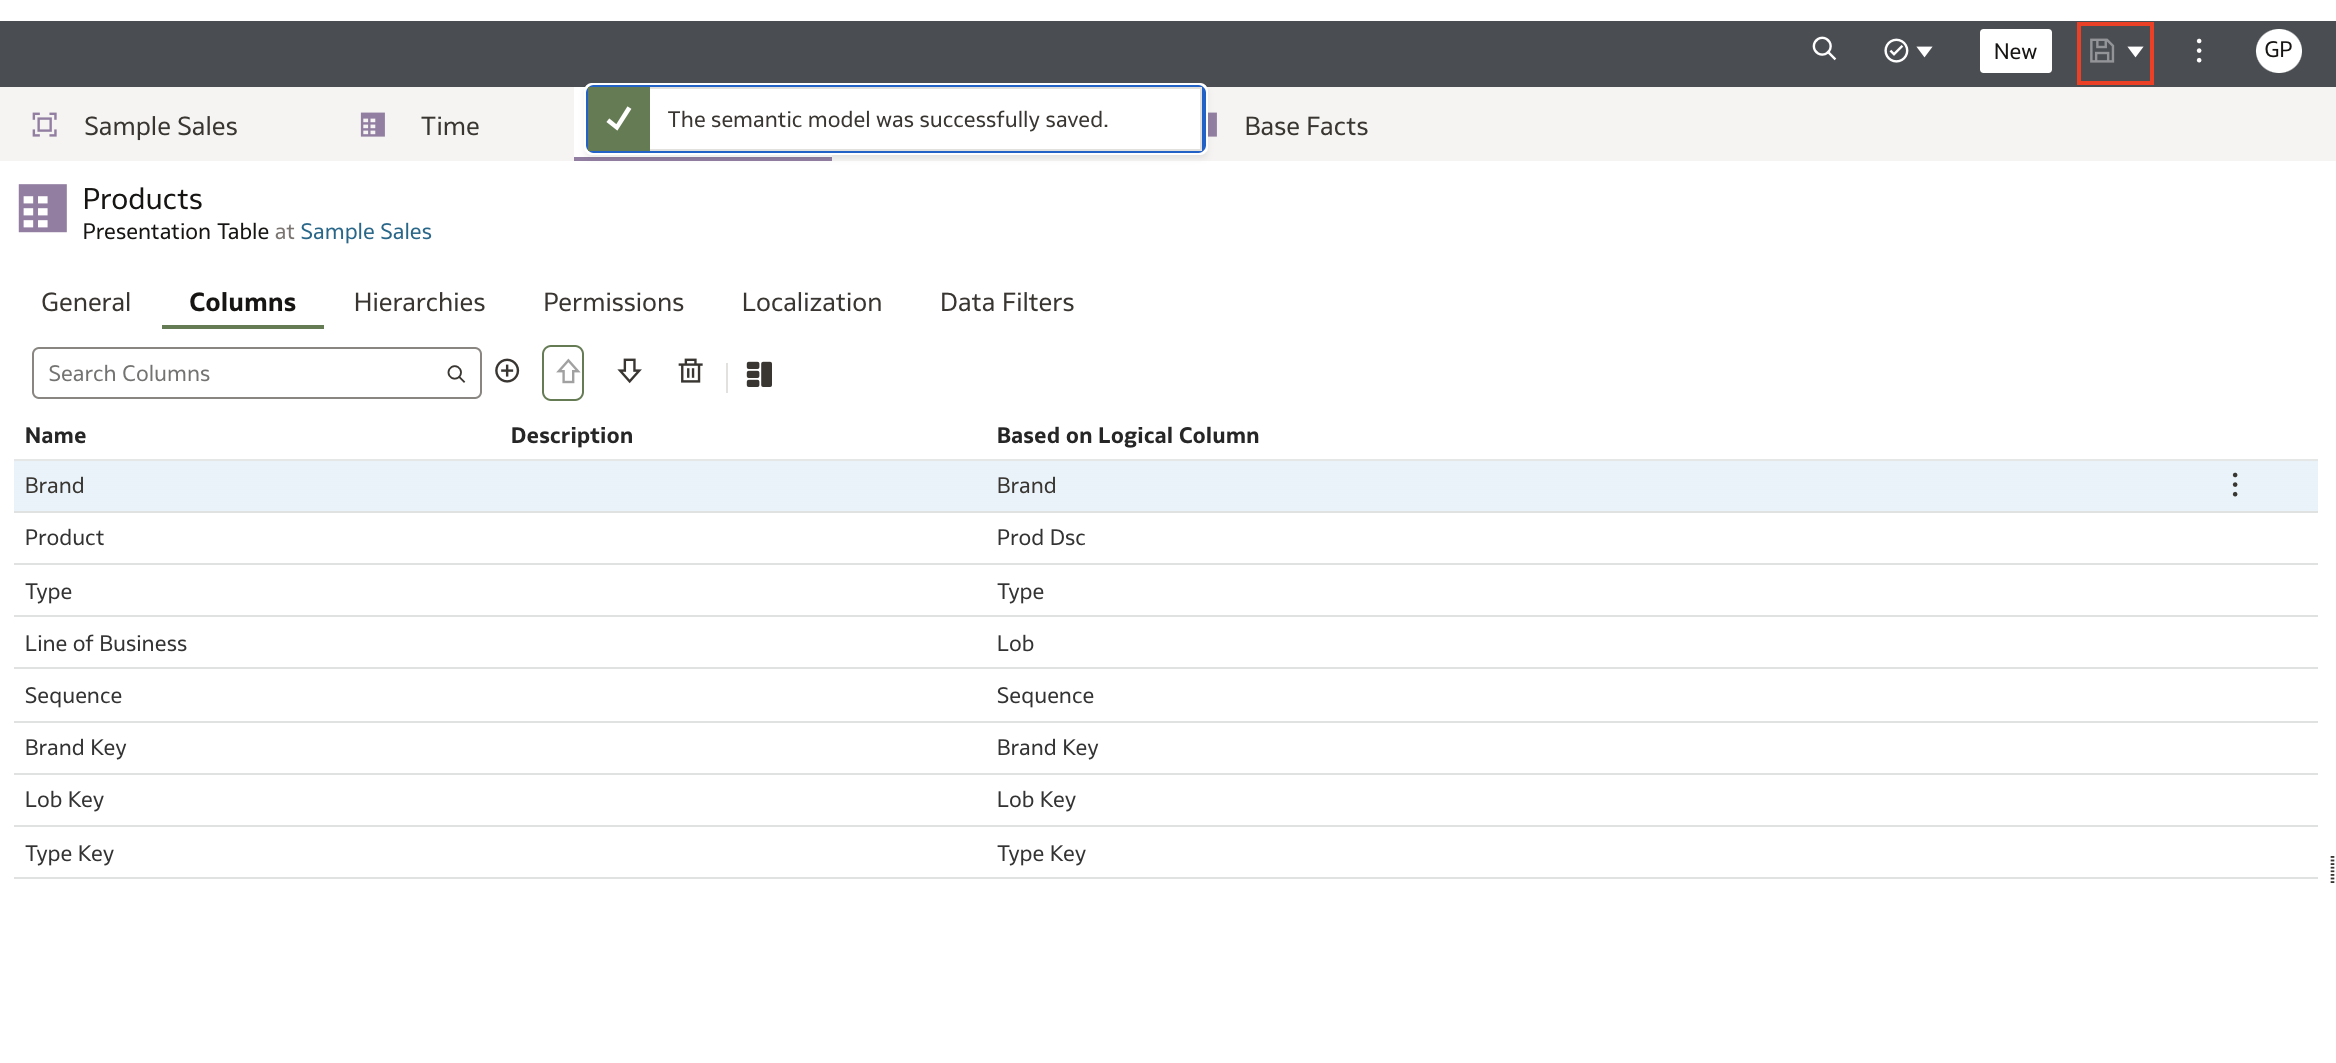 New
GP
Sample Sales Time The semantic model was successfully saved. Base Facts
Products
Presentation Table at Sample Sales
General Columns Hierarchies Permissions Localization Data Filters
Search Columns
Name Description Based on Logical Column
Brand Brand
Product Prod Dsc
Type Type
Line of Business Lob
Sequence Sequence
Brand Key Brand Key
Lob Key Lob Key
Type Key Type Key